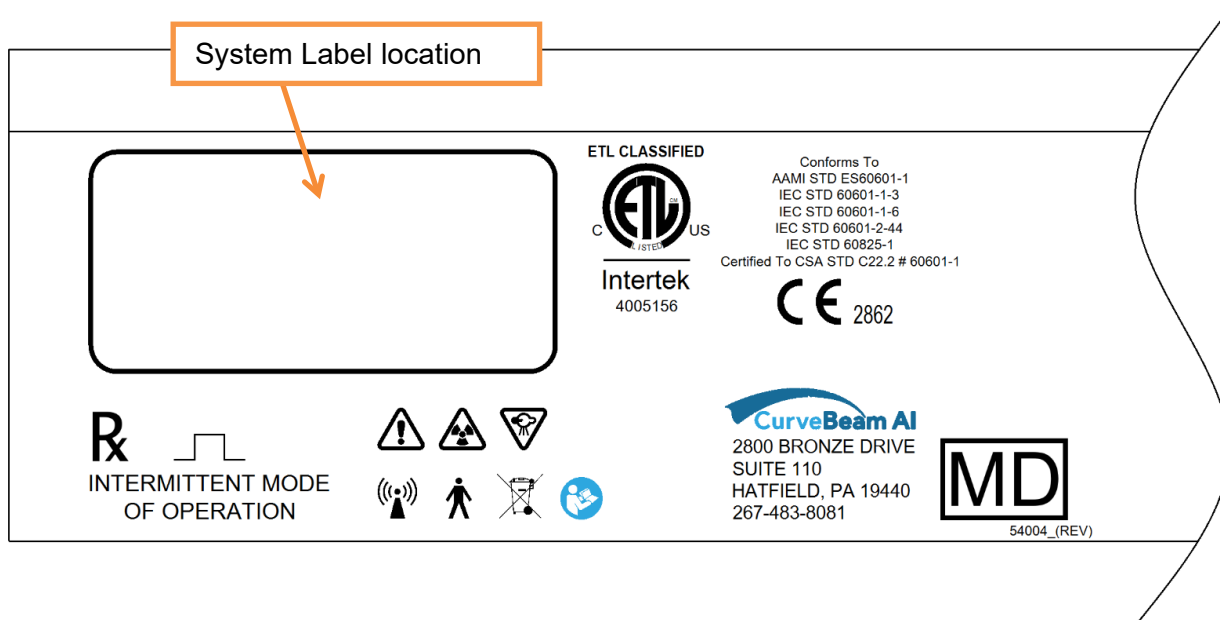 System Label location
ETL CLASSIFIED
ETL CM
C US
LISTED
Intertek
4005156
Conforms To
AAMI STD ES60601-1
IEC STD 60601-1-3
IEC STD 60601-1-6
IEC STD 60601-2-44
IEC STD 60825-1
Certified To CSA STD C22.2 # 60601-1
CE 2862
Rx
INTERMITTENT MODE
OF OPERATION
CurveBeam AI
2800 BRONZE DRIVE
SUITE 110
HATFIELD, PA 19440
267-483-8081
MD
54004_(REV)